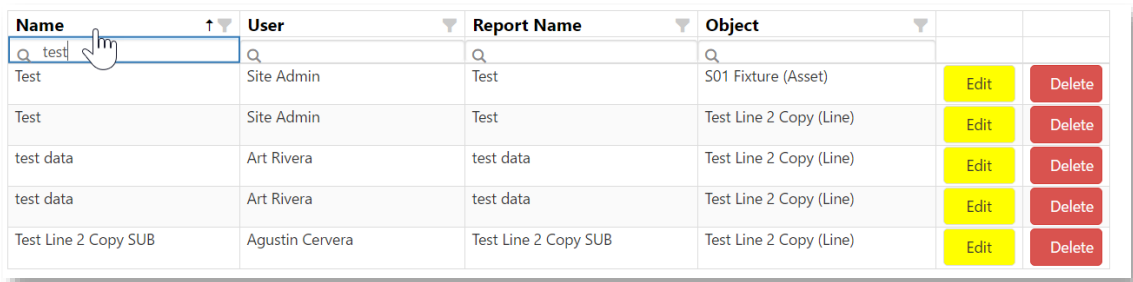 Name User Report Name Object
test
Test Site Admin Test S01 Fixture (Asset) Edit Delete
Test Site Admin Test Test Line 2 Copy (Line) Edit Delete
test data Art Rivera test data Test Line 2 Copy (Line) Edit Delete
test data Art Rivera test data Test Line 2 Copy (Line) Edit Delete
Test Line 2 Copy SUB Agustin Cervera Test Line 2 Copy SUB Test Line 2 Copy (Line) Edit Delete